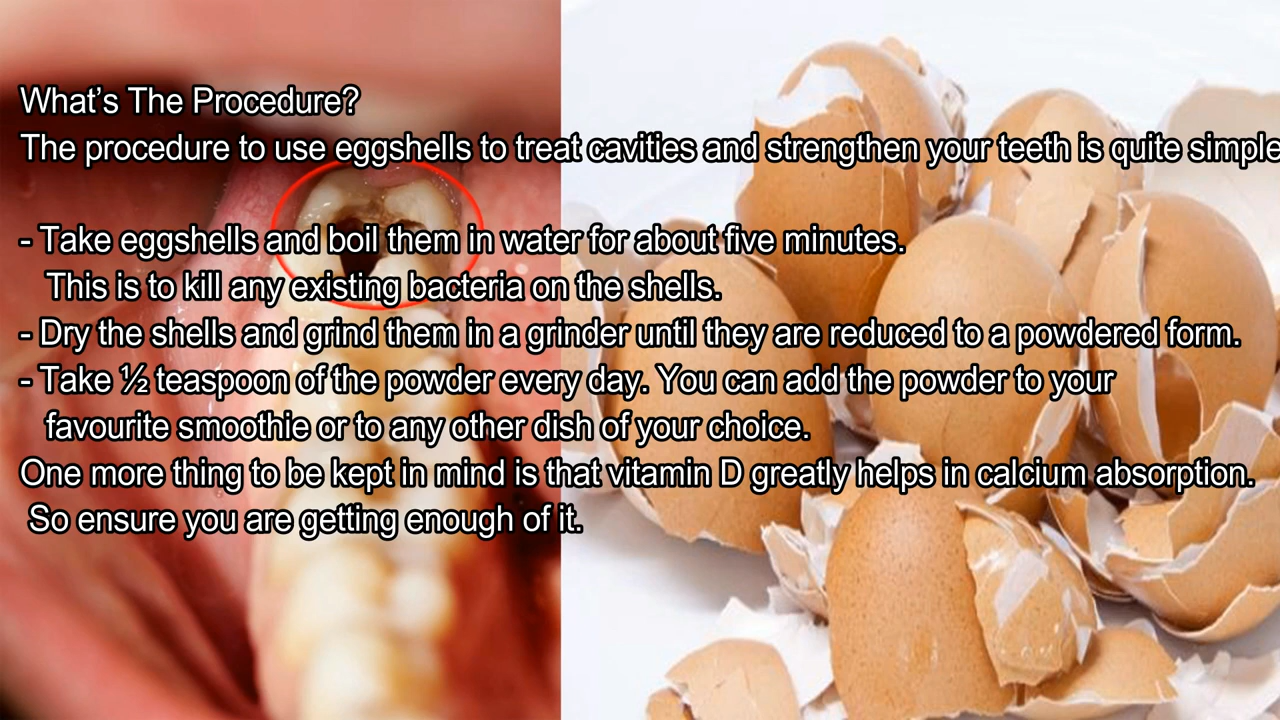 What's The Procedure?
The procedure to use eggshells to treat cavities and strengthen your teeth is quite simple
- Take eggshells and boil them in water for about five minutes.
This is to kill any existing bacteria on the shells.
- Dry the shells and grind them in a grinder until they are reduced to a powdered form.
- Take ½ teaspoon of the powder every day. You can add the powder to your
favourite smoothie or to any other dish of your choice.
One more thing to be kept in mind is that vitamin D greatly helps in calcium absorption.
So ensure you are getting enough of it.